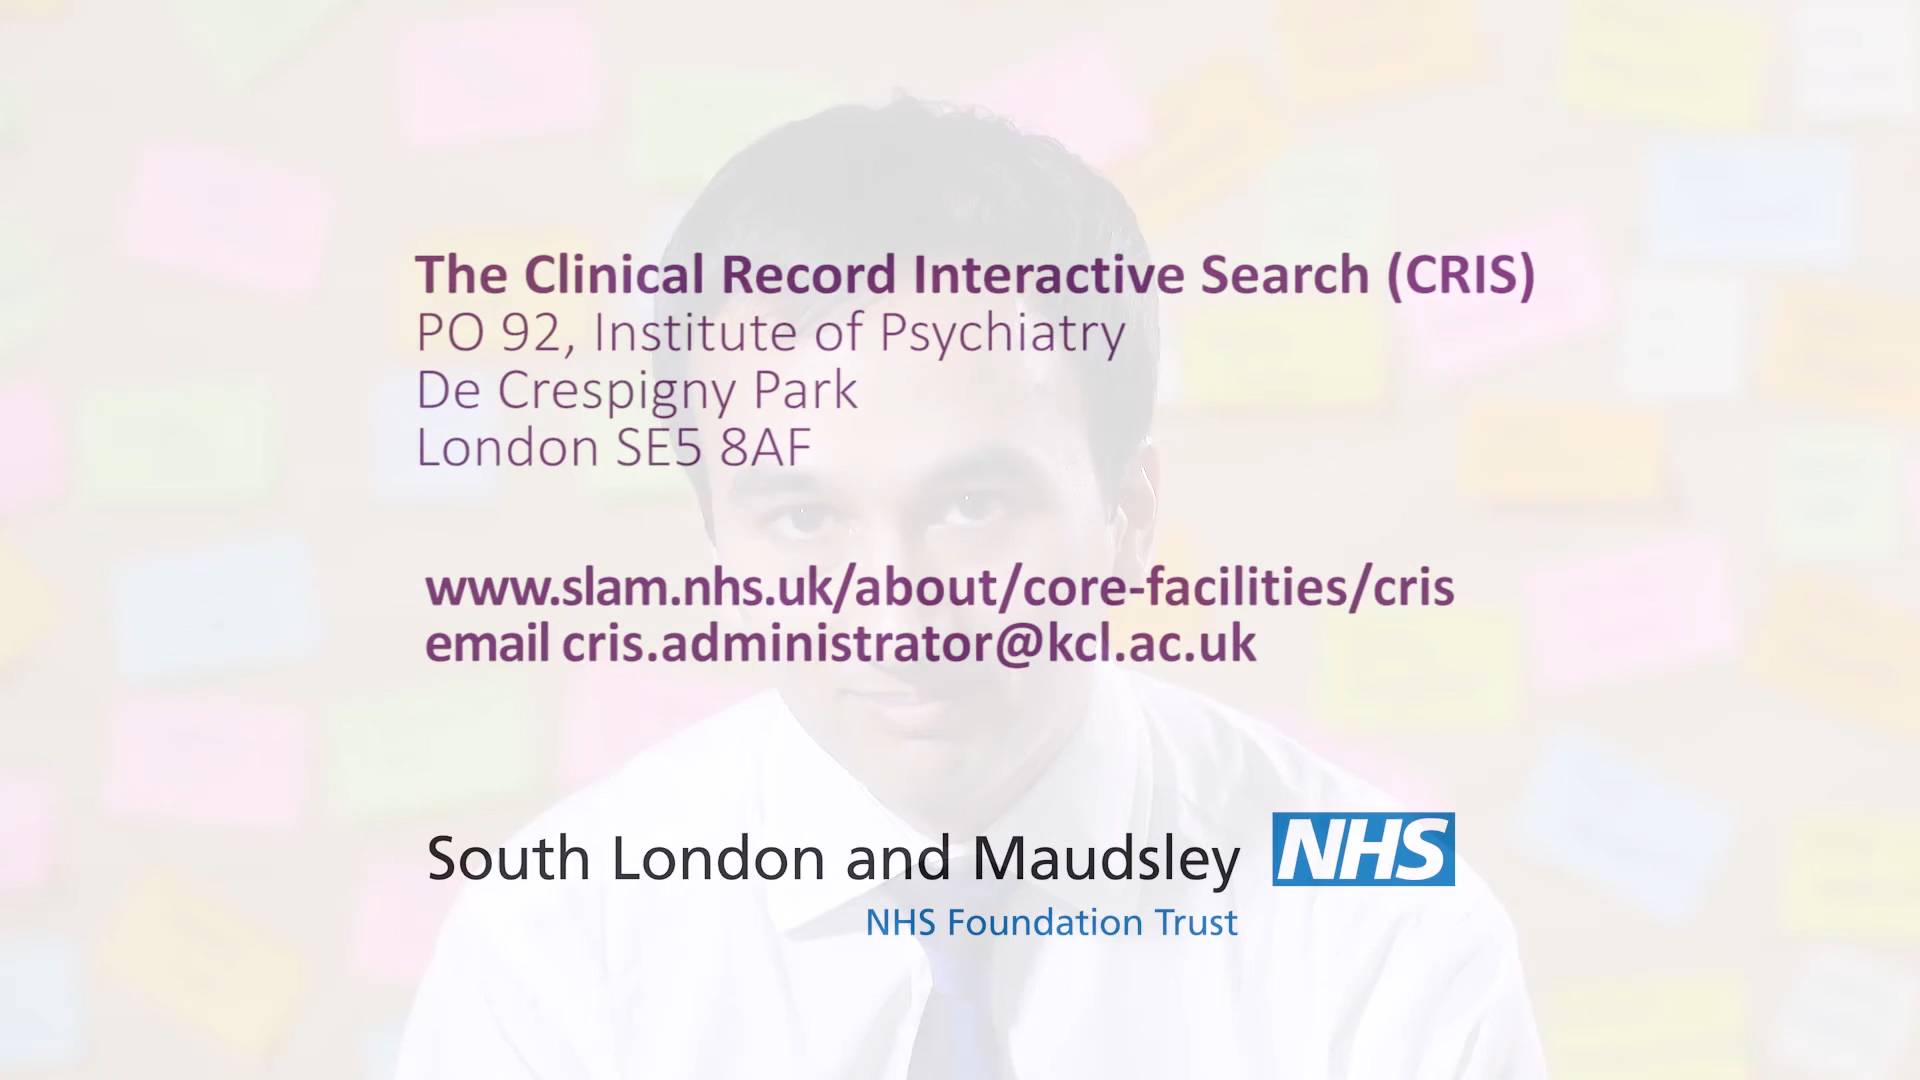 The Clinical Record Interactive Search (CRIS)
PO 92, Institute of Psychiatry
De Crespigny Park
London SE5 8AF
www.slam.nhs.uk/about/core-facilities/cris
email cris.administrator@kcl.ac.uk
South London and Maudsley NHS
NHS Foundation Trust